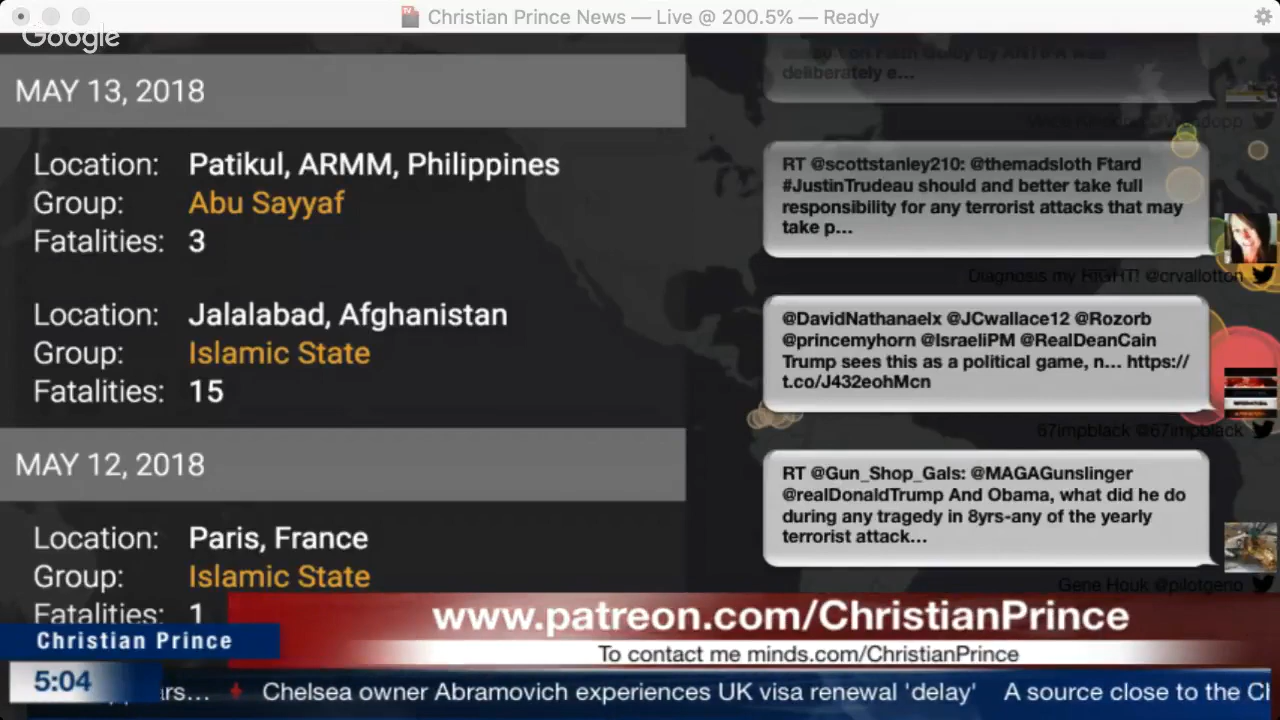 Christian Prince News — Live @ 200.5% — Ready
Google
MAY 13, 2018
Location: Patikul, ARMM, Philippines
Group: Abu Sayyaf
Fatalities: 3
Location: Jalalabad, Afghanistan
Group: Islamic State
Fatalities: 15
MAY 12, 2018
Location: Paris, France
Group: Islamic State
Fatalities: 1
deliberately e...
RT @scottstanley210: @themadsloth Ftard
#JustinTrudeau should and better take full
responsibility for any terrorist attacks that may
take p...
Diagnosis my RIGHT! @crvallotton
@DavidNathanaelx @JCwallace12 @Rozorb
@princemyhorn @IsraeliPM @RealDeanCain
Trump sees this as a political game, n... https://
t.co/J432eohMcn
67impblack @67impblack
RT @Gun_Shop_Gals: @MAGAGunslinger
@realDonaldTrump And Obama, what did he do
during any tragedy in 8yrs-any of the yearly
terrorist attack...
Gene Houk @pilotgeno
www.patreon.com/ChristianPrince
Christian Prince
To contact me minds.com/ChristianPrince
5:04
Chelsea owner Abramovich experiences UK visa renewal 'delay' A source close to the